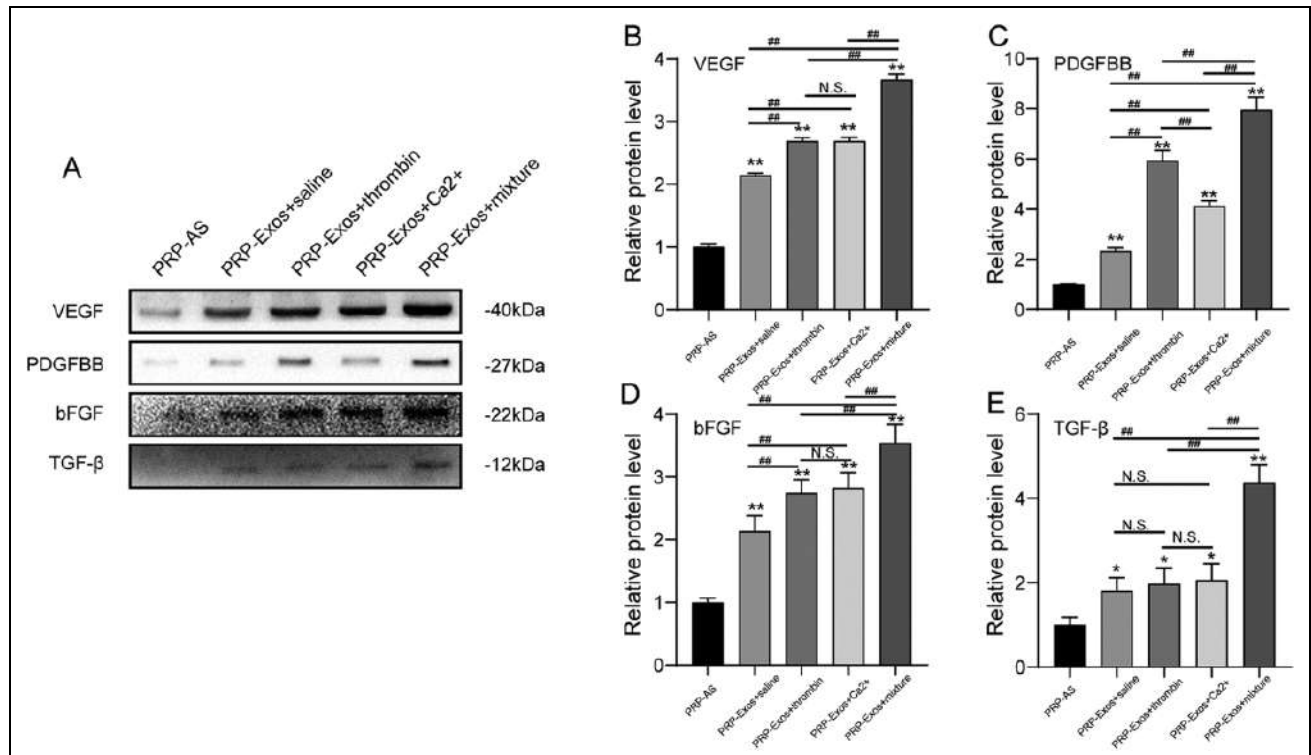 A
PRP-AS
PRP-Exos+saline
PRP-Exos+thrombin
PRP-Exos+Ca2+
PRP-Exos+mixture
VEGF
-40kDa
PDGFBB
-27kDa
bFGF
-22kDa
TGF-β
-12kDa
B
VEGF
Relative protein level
4
3
2
1
0
##
##
##
N.S.
##
##
**
**
**
**
PRP-AS
PRP-Exos+saline
PRP-Exos+thrombin
PRP-Exos+Ca2+
PRP-Exos+mixture
C
PDGFBB
Relative protein level
10
8
6
4
2
0
##
##
##
##
##
##
**
**
**
**
PRP-AS
PRP-Exos+saline
PRP-Exos+thrombin
PRP-Exos+Ca2+
PRP-Exos+mixture
D
bFGF
Relative protein level
4
3
2
1
0
##
##
##
##
N.S.
##
**
**
**
**
PRP-AS
PRP-Exos+saline
PRP-Exos+thrombin
PRP-Exos+Ca2+
PRP-Exos+mixture
E
TGF-β
Relative protein level
6
4
2
0
##
##
##
N.S.
N.S.
N.S.
*
*
*
**
PRP-AS
PRP-Exos+saline
PRP-Exos+thrombin
PRP-Exos+Ca2+
PRP-Exos+mixture